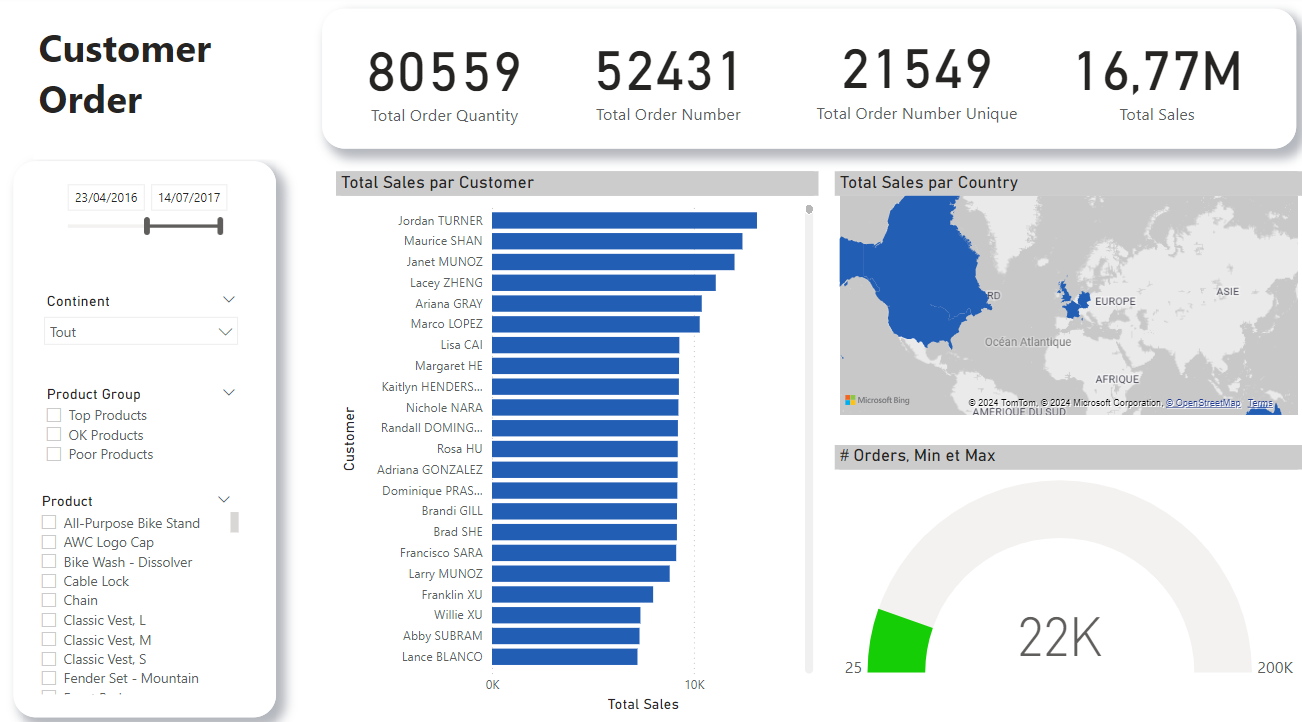 Customer
Order
80559
Total Order Quantity
52431
Total Order Number
21549
Total Order Number Unique
16,77M
Total Sales
23/04/2016
14/07/2017
Continent
Tout
Product Group
Top Products
OK Products
Poor Products
Product
All-Purpose Bike Stand
AWC Logo Cap
Bike Wash - Dissolver
Cable Lock
Chain
Classic Vest, L
Classic Vest, M
Classic Vest, S
Fender Set - Mountain
Total Sales par Customer
Customer
Jordan TURNER
Maurice SHAN
Janet MUNOZ
Lacey ZHENG
Ariana GRAY
Marco LOPEZ
Lisa CAI
Margaret HE
Kaitlyn HENDERS...
Nichole NARA
Randall DOMING...
Rosa HU
Adriana GONZALEZ
Dominique PRAS...
Brandi GILL
Brad SHE
Francisco SARA
Larry MUNOZ
Franklin XU
Willie XU
Abby SUBRAM
Lance BLANCO
0K
10K
Total Sales
Total Sales par Country
RD
EUROPE
ASIE
Océan Atlantique
AFRIQUE
Microsoft Bing
© 2024 TomTom, © 2024 Microsoft Corporation, © OpenStreetMap Terms
AMÉRIQUE DU SUD
# Orders, Min et Max
22K
25
200K